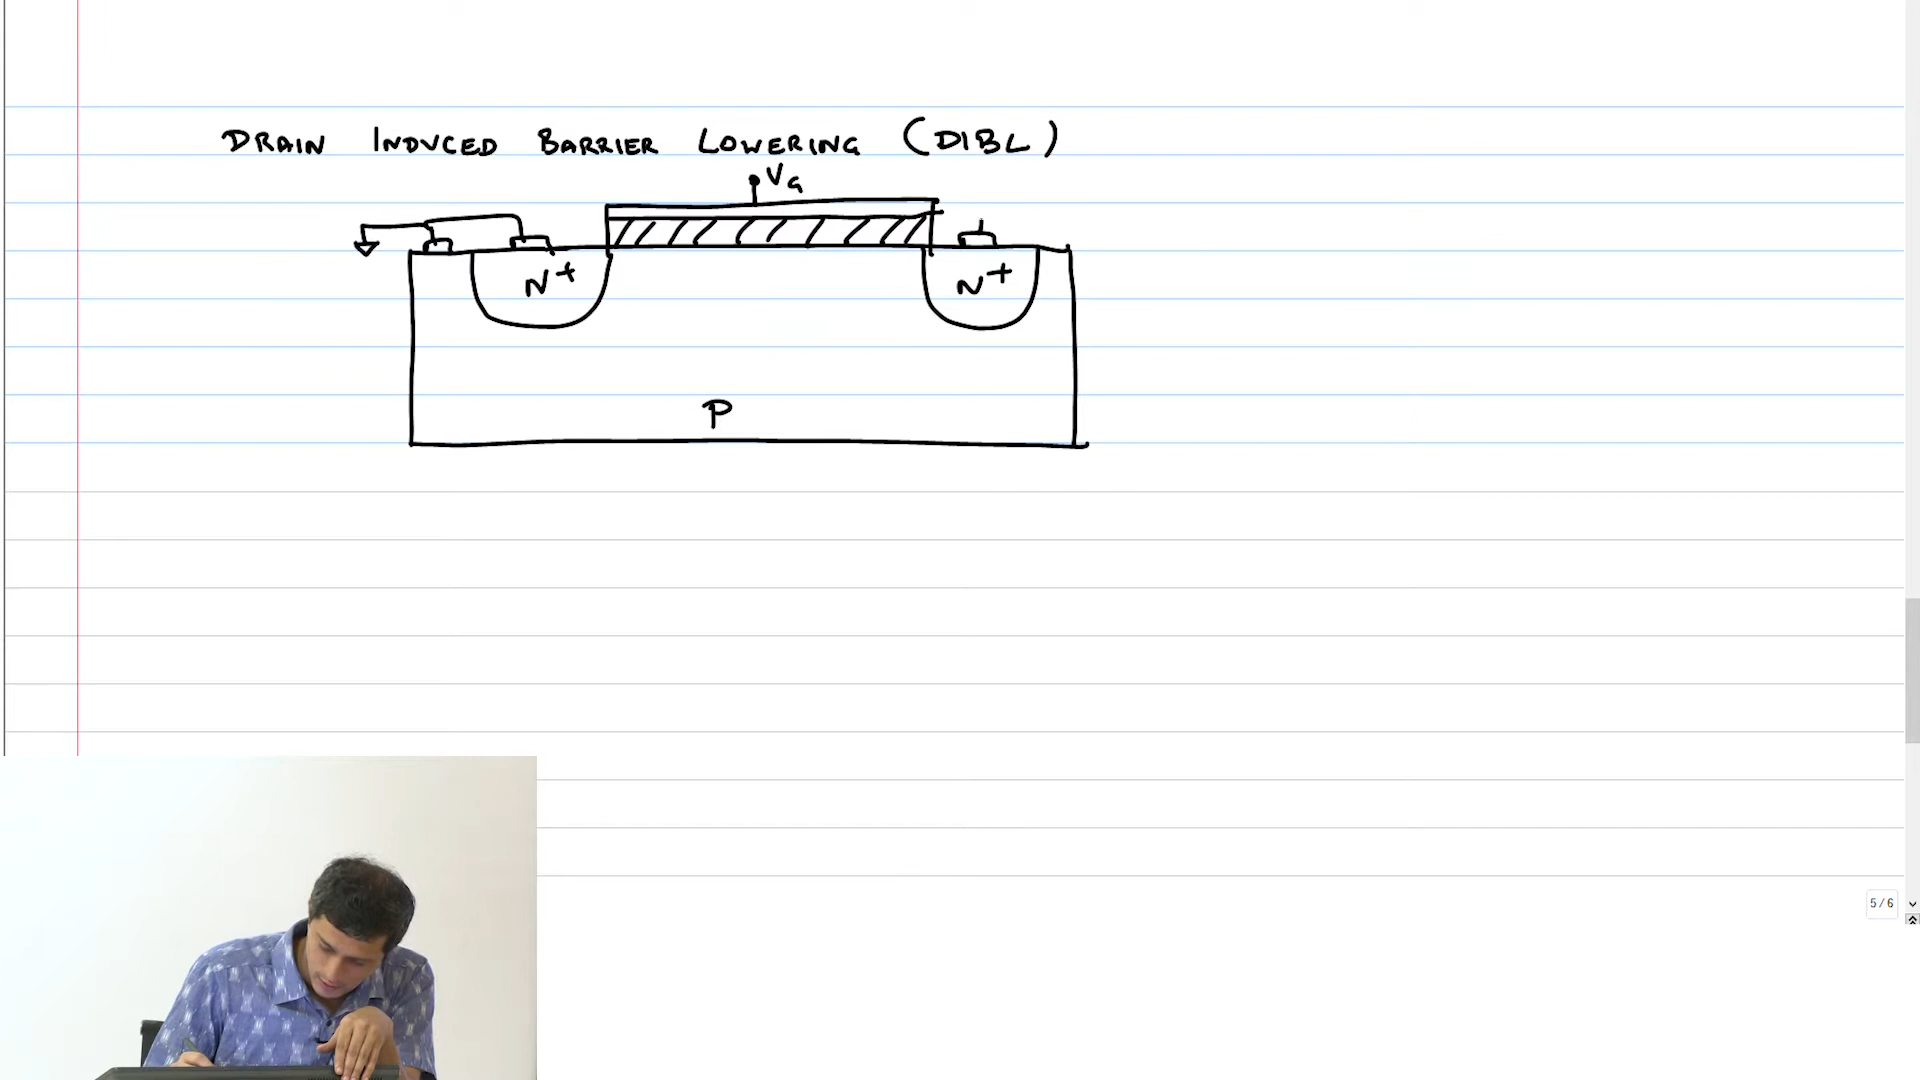 DRAIN INDUCED BARRIER LOWERING (DIBL)
VG
N+ N+
P
5 / 6